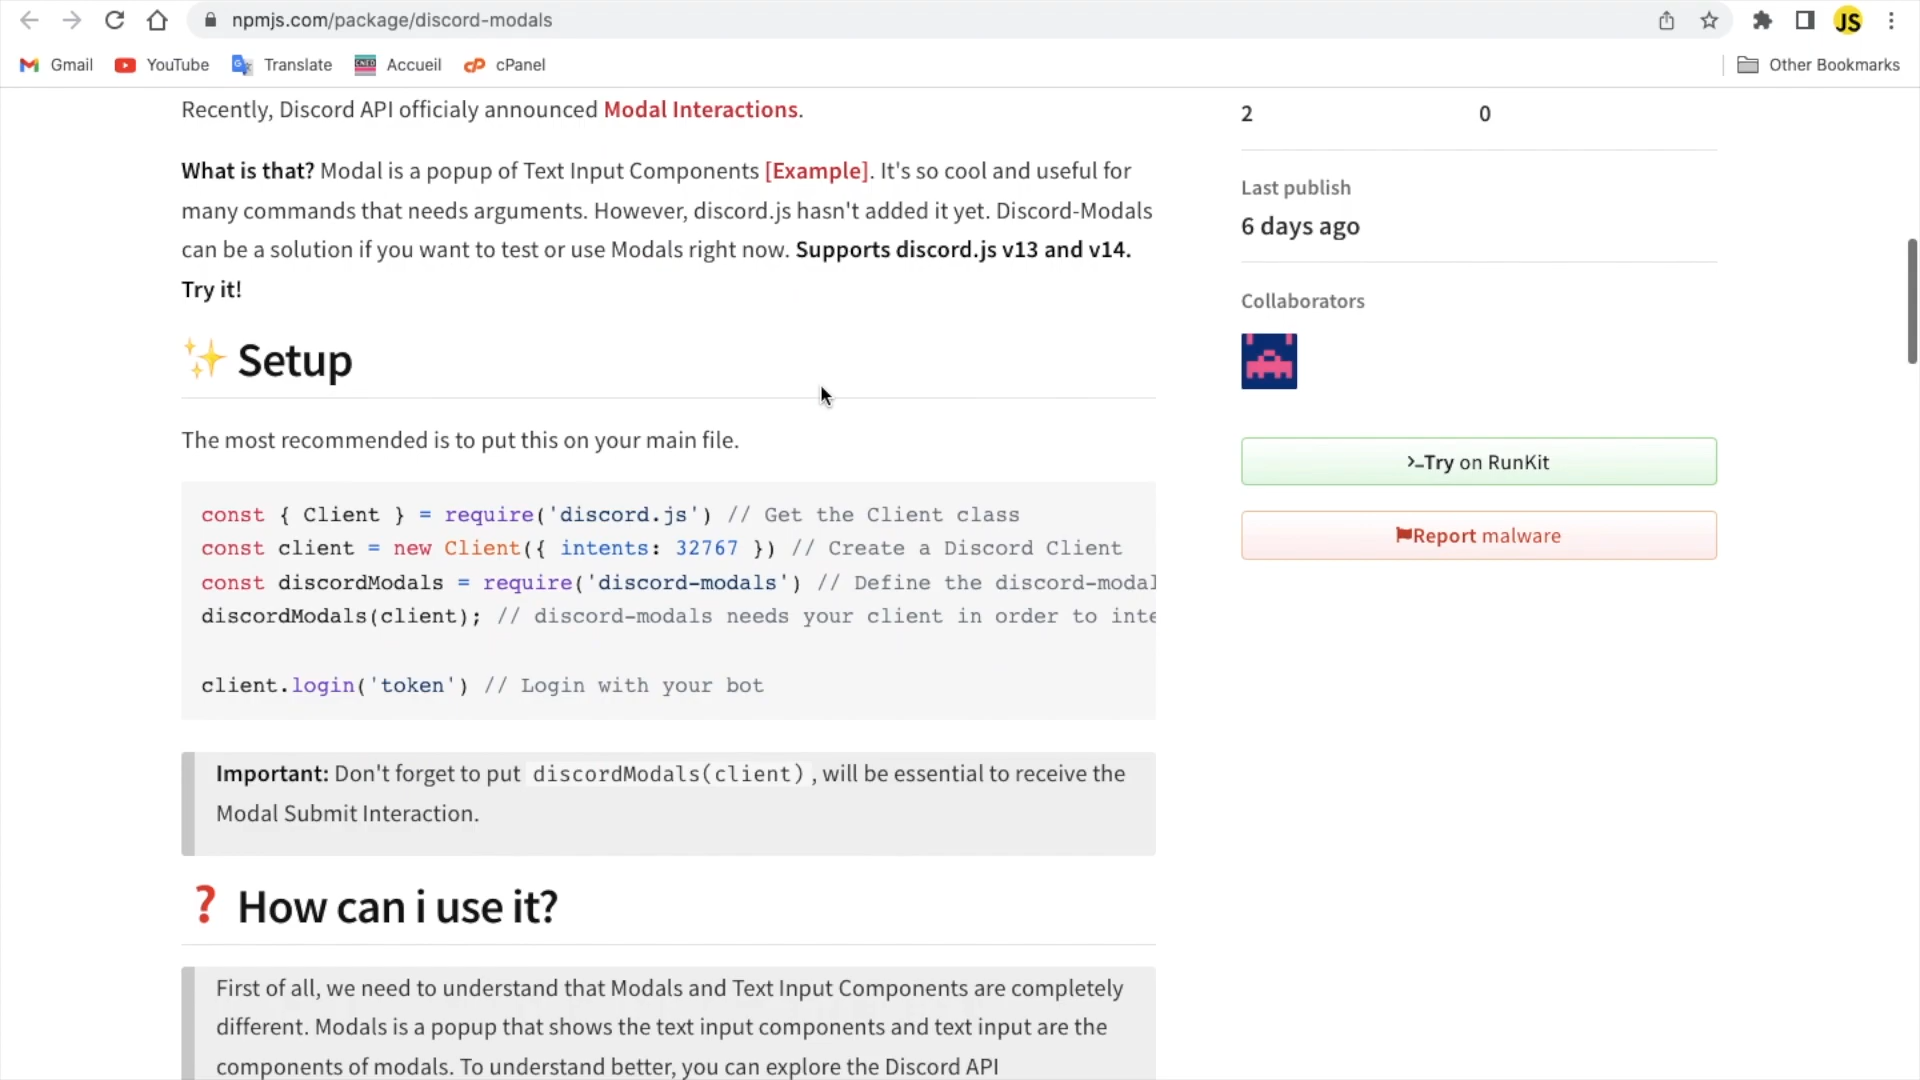 npmjs.com/package/discord-modals
JS
Gmail
YouTube
Translate
CNED
Accueil
cPanel
Other Bookmarks
Recently, Discord API officialy announced Modal Interactions.
What is that? Modal is a popup of Text Input Components [Example]. It's so cool and useful for
many commands that needs arguments. However, discord.js hasn't added it yet. Discord-Modals
can be a solution if you want to test or use Modals right now. Supports discord.js v13 and v14.
Try it!
✨ Setup
The most recommended is to put this on your main file.
const { Client } = require('discord.js') // Get the Client class
const client = new Client({ intents: 32767 }) // Create a Discord Client
const discordModals = require('discord-modals') // Define the discord-modal
discordModals(client); // discord-modals needs your client in order to inte
client.login('token') // Login with your bot
Important: Don't forget to put discordModals(client), will be essential to receive the
Modal Submit Interaction.
❓ How can i use it?
First of all, we need to understand that Modals and Text Input Components are completely
different. Modals is a popup that shows the text input components and text input are the
components of modals. To understand better, you can explore the Discord API
2
0
Last publish
6 days ago
Collaborators
>_Try on RunKit
Report malware